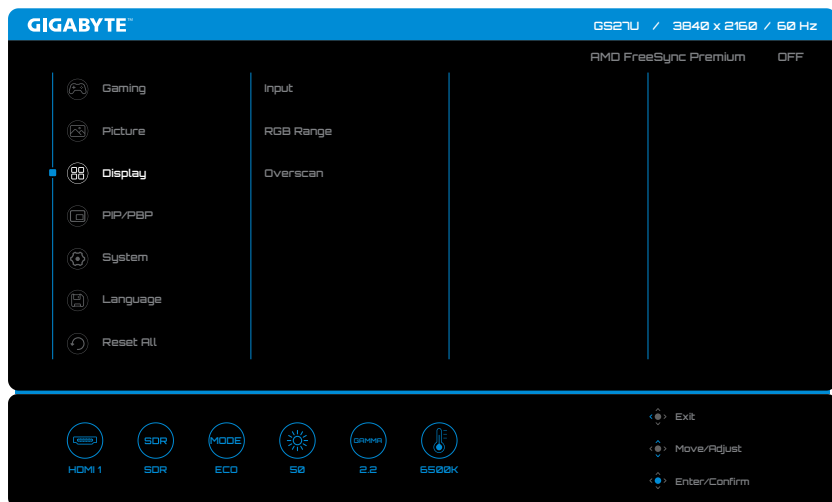 GIGABYTE™
GS27U / 3840 x 2160 / 60 Hz
AMD FreeSync Premium OFF
Gaming
Picture
Display
PIP/PBP
System
Language
Reset All
Input
RGB Range
Overscan
SDR
MODE
GAMMA
HDMI 1
SDR
ECO
50
2.2
6500K
Exit
Move/Adjust
Enter/Confirm